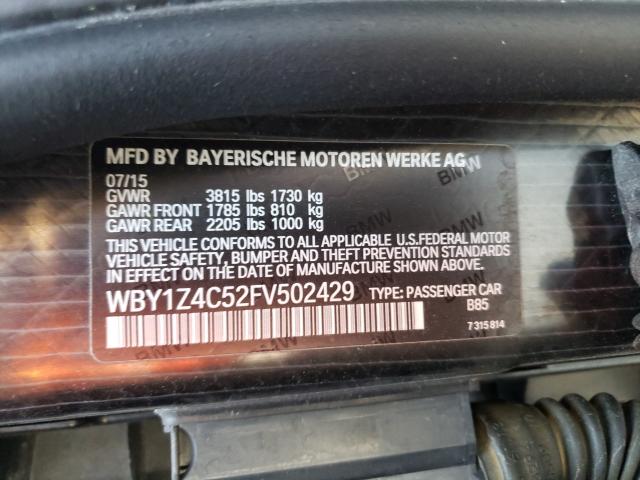 MFD BY BAYERISCHE MOTOREN WERKE AG
07/15
GVWR 3815 lbs 1730 kg
GAWR FRONT 1785 lbs 810 kg
GAWR REAR 2205 lbs 1000 kg
THIS VEHICLE CONFORMS TO ALL APPLICABLE U.S.FEDERAL MOTOR
VEHICLE SAFETY, BUMPER AND THEFT PREVENTION STANDARDS
IN EFFECT ON THE DATE OF MANUFACTURE SHOWN ABOVE.
WBY1Z4C52FV502429 TYPE: PASSENGER CAR
B85
7 315 814